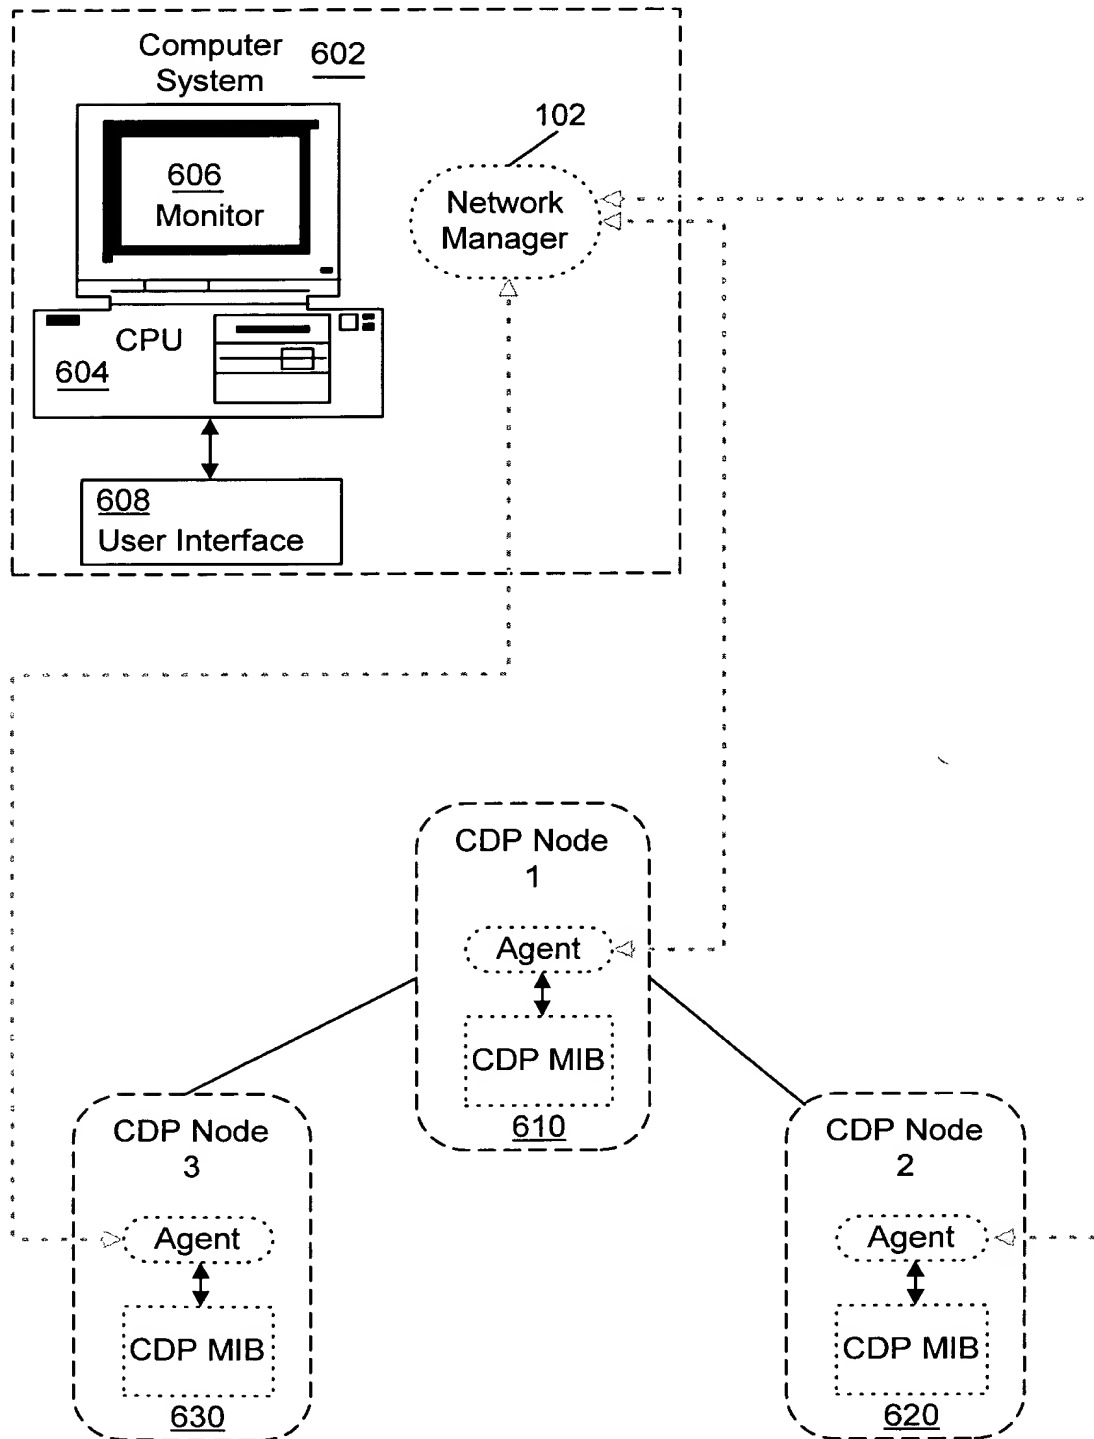 Computer
System
602
102
606
Monitor
Network
Manager
CPU
604
608
User Interface
CDP Node
1
Agent
CDP MIB
610
CDP Node
3
Agent
CDP MIB
630
CDP Node
2
Agent
CDP MIB
620